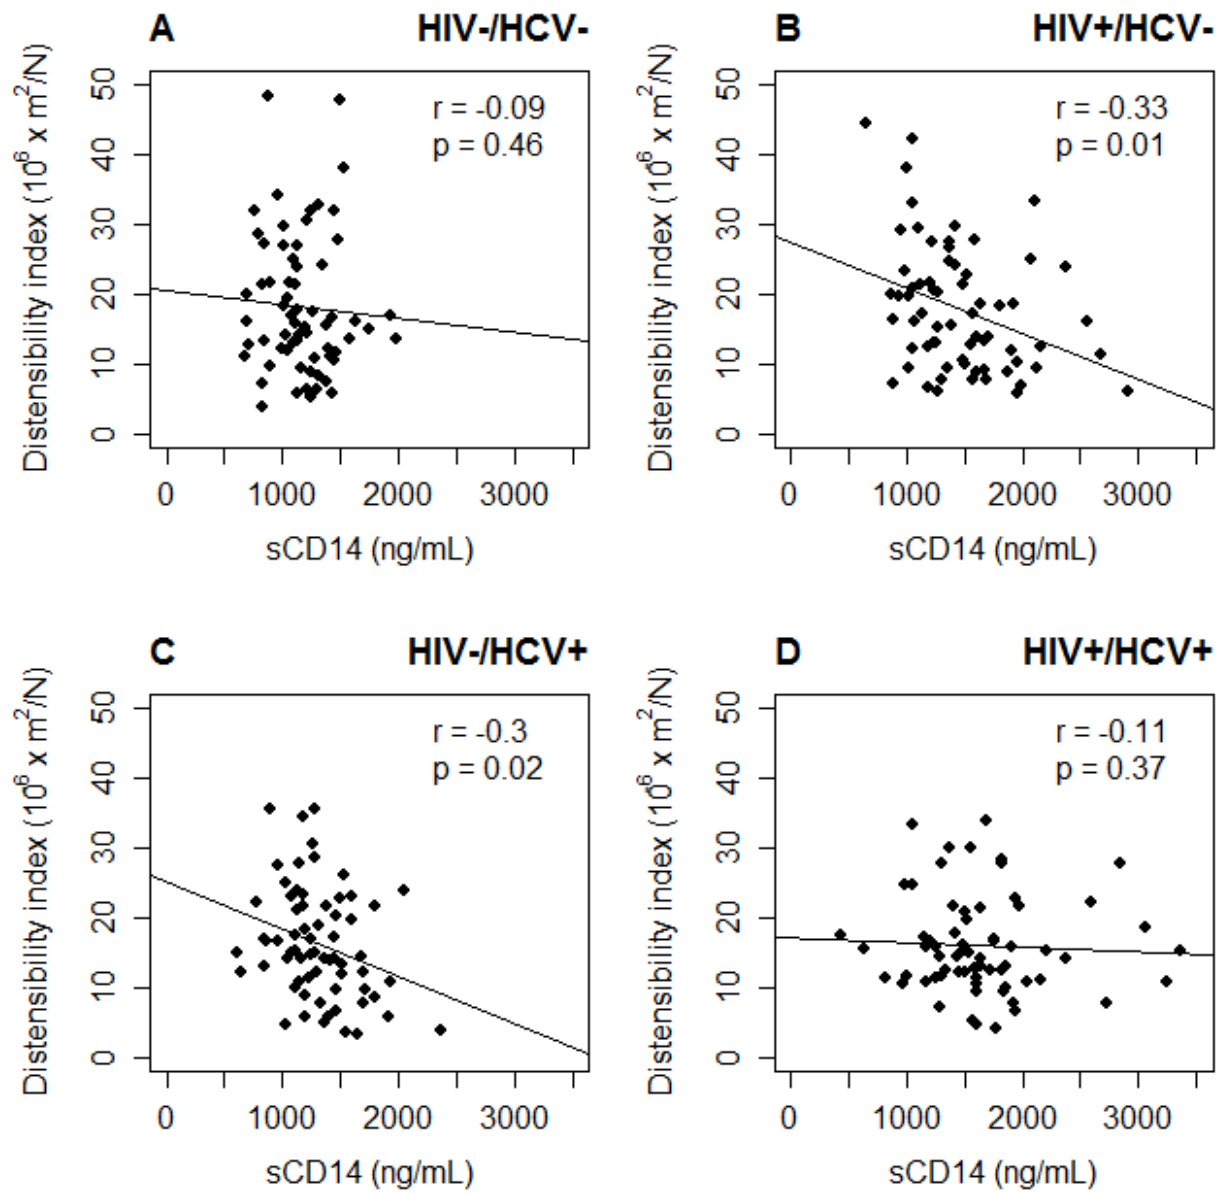 A HIV-/HCV-
r = -0.09
p = 0.46
Distensibility index (10⁶ x m²/N)
50
40
30
20
10
0
0 1000 2000 3000
sCD14 (ng/mL)
B HIV+/HCV-
r = -0.33
p = 0.01
Distensibility index (10⁶ x m²/N)
50
40
30
20
10
0
0 1000 2000 3000
sCD14 (ng/mL)
C HIV-/HCV+
r = -0.3
p = 0.02
Distensibility index (10⁶ x m²/N)
50
40
30
20
10
0
0 1000 2000 3000
sCD14 (ng/mL)
D HIV+/HCV+
r = -0.11
p = 0.37
Distensibility index (10⁶ x m²/N)
50
40
30
20
10
0
0 1000 2000 3000
sCD14 (ng/mL)